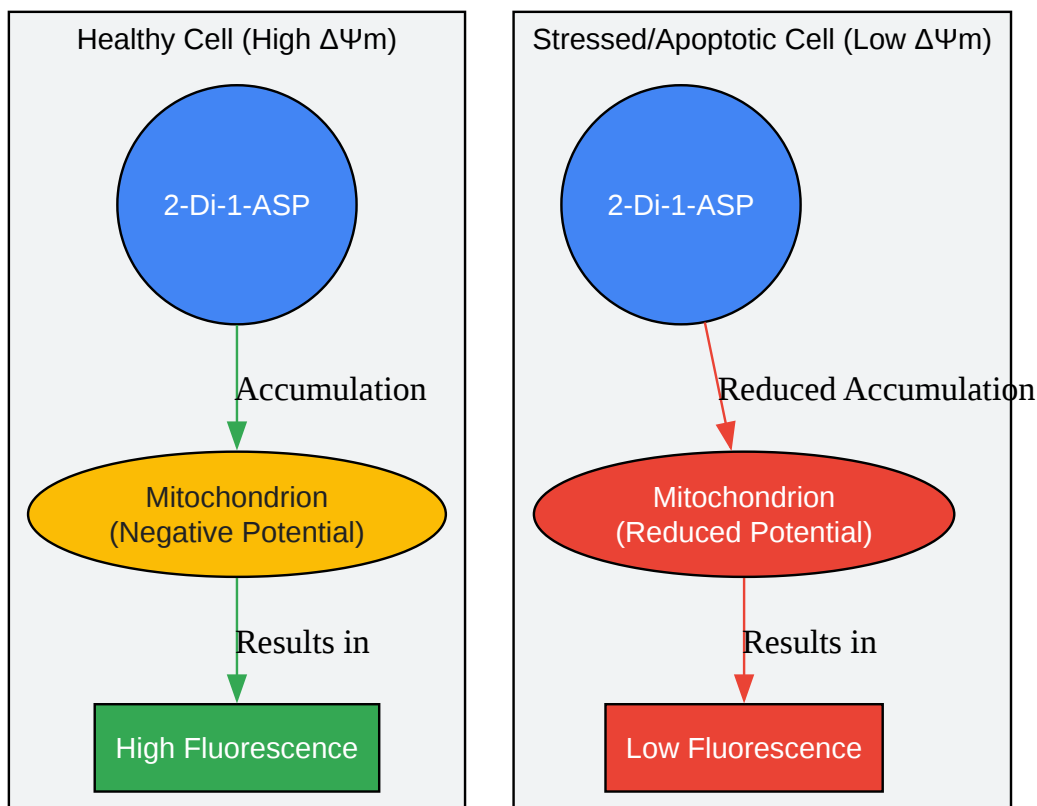 Healthy Cell (High ΔΨm)
2-Di-1-ASP
Accumulation
Mitochondrion
(Negative Potential)
Results in
High Fluorescence
Stressed/Apoptotic Cell (Low ΔΨm)
2-Di-1-ASP
Reduced Accumulation
Mitochondrion
(Reduced Potential)
Results in
Low Fluorescence